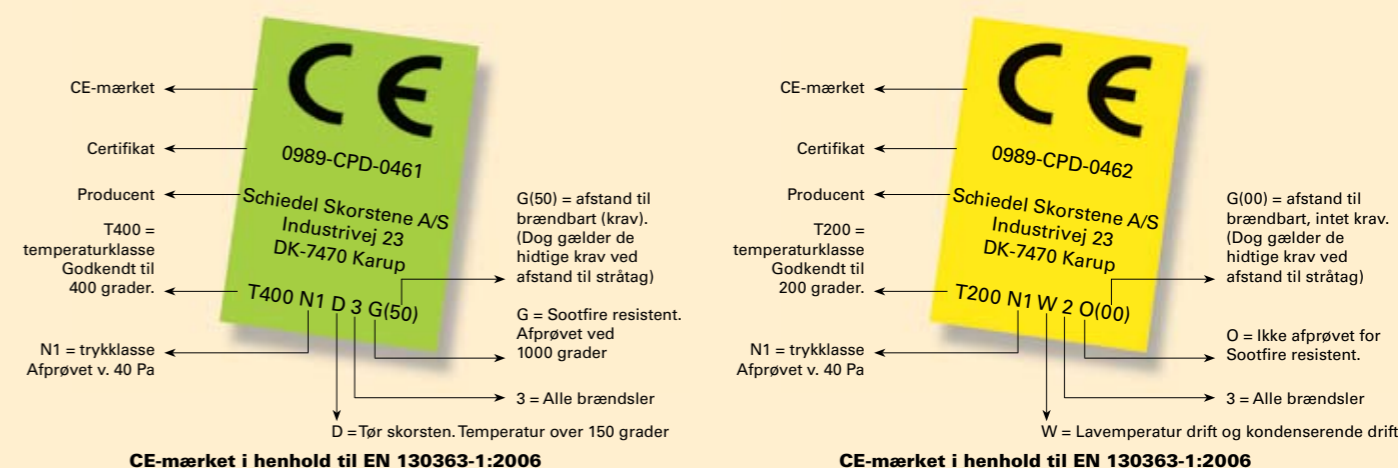 CE-mærket
Certifikat
Producent
T400 =
temperaturklasse
Godkendt til
400 grader.
N1 = trykklasse
Afprøvet v. 40 Pa
CE
0989-CPD-0461
Schiedel Skorstene A/S
Industrivej 23
DK-7470 Karup
T400 N1 D 3 G(50)
G(50) = afstand til
brændbart (krav).
(Dog gælder de
hidtige krav ved
afstand til stråtag)
G = Sootfire resistent.
Afprøvet ved
1000 grader
3 = Alle brændsler
D = Tør skorsten. Temperatur over 150 grader
CE-mærket i henhold til EN 130363-1:2006
CE-mærket
Certifikat
Producent
T200 =
temperaturklasse
Godkendt til
200 grader.
N1 = trykklasse
Afprøvet v. 40 Pa
CE
0989-CPD-0462
Schiedel Skorstene A/S
Industrivej 23
DK-7470 Karup
T200 N1 W 2 O(00)
G(00) = afstand til
brændbart, intet krav.
(Dog gælder de
hidtige krav ved
afstand til stråtag)
O = Ikke afprøvet for
Sootfire resistent.
3 = Alle brændsler
W = Lavemperatur drift og kondenserende drift
CE-mærket i henhold til EN 130363-1:2006